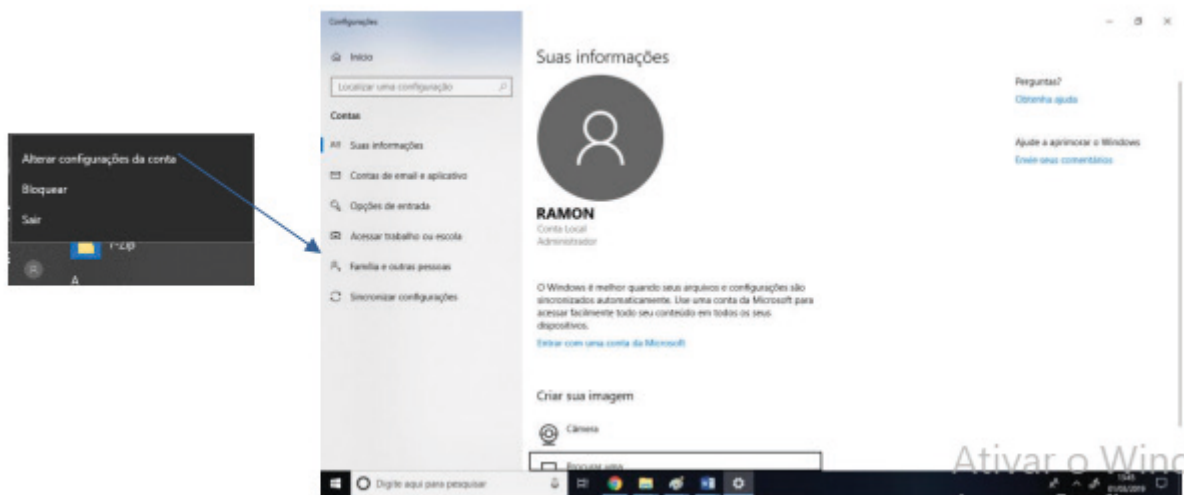 Alterar configurações da conta
Bloquear
Sair
7-Zip
A
Configurações
Início
Localizar uma configuração
Contas
Suas informações
Contas de email e aplicativo
Opções de entrada
Acessar trabalho ou escola
Família e outras pessoas
Sincronizar configurações
Suas informações
RAMON
Conta Local
Administrador
O Windows é melhor quando seus arquivos e configurações são
sincronizados automaticamente. Use uma conta da Microsoft para
acessar facilmente todo seu conteúdo em todos os seus
dispositivos.
Entrar com uma conta da Microsoft
Criar sua imagem
Câmera
Procurar uma
Perguntas?
Obtenha ajuda
Ajude a aprimorar o Windows
Envie seus comentários
Ativar o Wind
Digite aqui para pesquisar